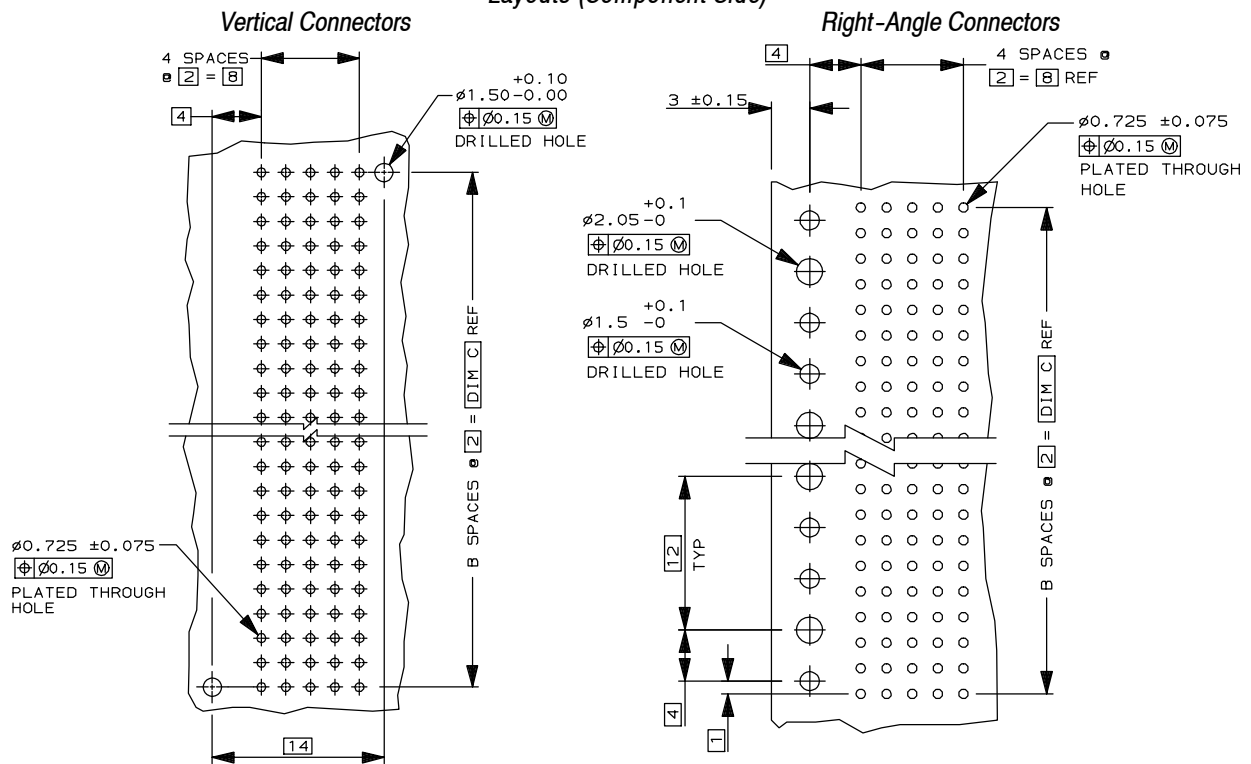 Layouts (Component Side)
Vertical Connectors
4 SPACES
@ 2 = 8
4
+0.10
ø1.50-0.00
⌖ Ø0.15 Ⓜ
DRILLED HOLE
B SPACES @ 2 = DIM C REF
ø0.725 ±0.075
⌖ Ø0.15 Ⓜ
PLATED THROUGH
HOLE
14
Right-Angle Connectors
4
4 SPACES @
2 = 8 REF
3 ±0.15
ø0.725 ±0.075
⌖ Ø0.15 Ⓜ
PLATED THROUGH
HOLE
+0.1
ø2.05-0
⌖ Ø0.15 Ⓜ
DRILLED HOLE
+0.1
ø1.5 -0
⌖ Ø0.15 Ⓜ
DRILLED HOLE
B SPACES @ 2 = DIM C REF
12
TYP
4
1